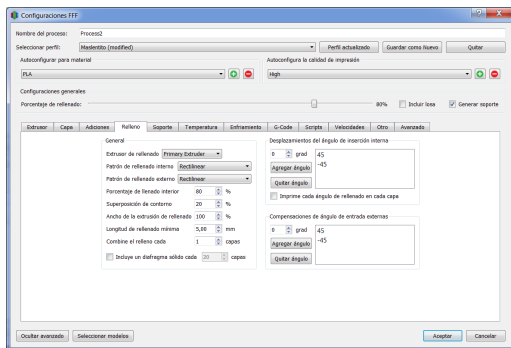 Configuraciones FFF
Nombre del proceso: Process2
Seleccionar perfil: Maslentito (modified) Perfil actualizado Guardar como Nuevo Quitar
Autoconfigurar para material Autoconfigura la calidad de impresión
PLA High
Configuraciones generales
Porcentaje de rellenado: 80% Incluir losa Generar soporte
Extrusor Capa Adiciones Relleno Soporte Temperatura Enfriamiento G-Code Scripts Velocidades Otro Avanzado
General
Extrusor de rellenado Primary Extruder
Patrón de rellenado interno Rectilinear
Patrón de rellenado externo Rectilinear
Porcentaje de llenado interior 80 %
Superposición de contorno 20 %
Ancho de la extrusión de rellenado 100 %
Longitud de rellenado mínima 5,00 mm
Combine el relleno cada 1 capas
Incluye un diafragma sólido cada 20 capas
Desplazamientos del ángulo de inserción interna
0 grad 45
Agregar ángulo -45
Quitar ángulo
Imprime cada ángulo de rellenado en cada capa
Compensaciones de ángulo de entrada externas
0 grad 45
Agregar ángulo -45
Quitar ángulo
Ocultar avanzado Seleccionar modelos Aceptar Cancelar